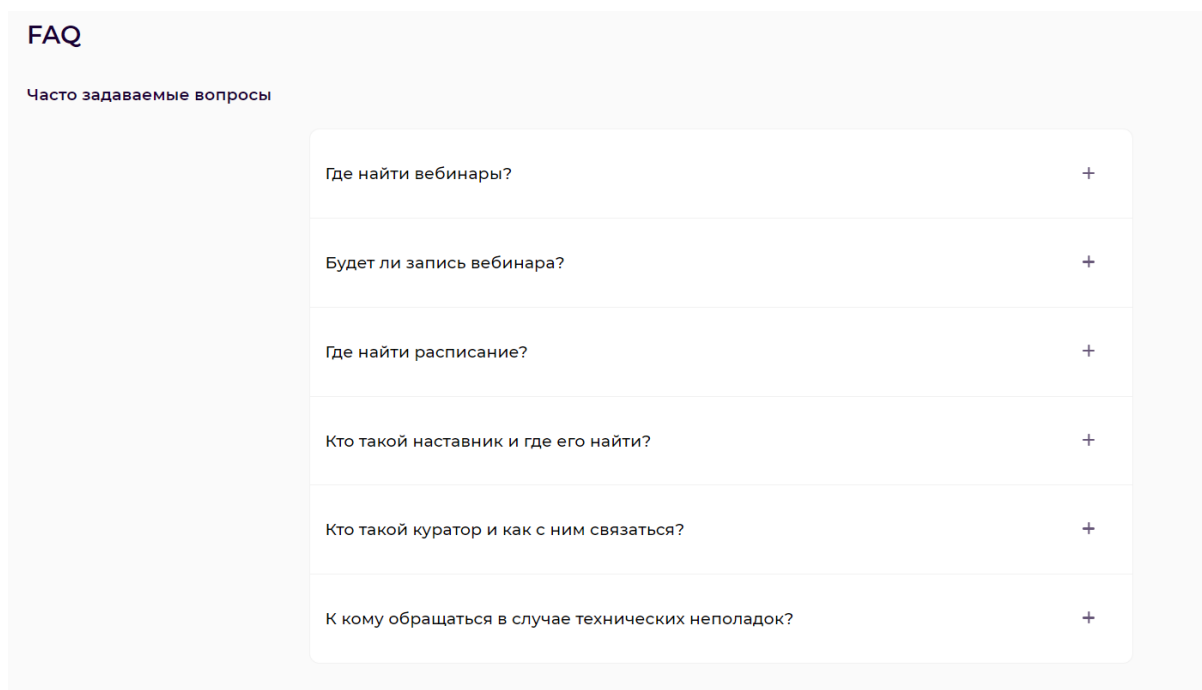 FAQ
Часто задаваемые вопросы
Где найти вебинары?
Будет ли запись вебинара?
Где найти расписание?
Кто такой наставник и где его найти?
Кто такой куратор и как с ним связаться?
К кому обращаться в случае технических неполадок?